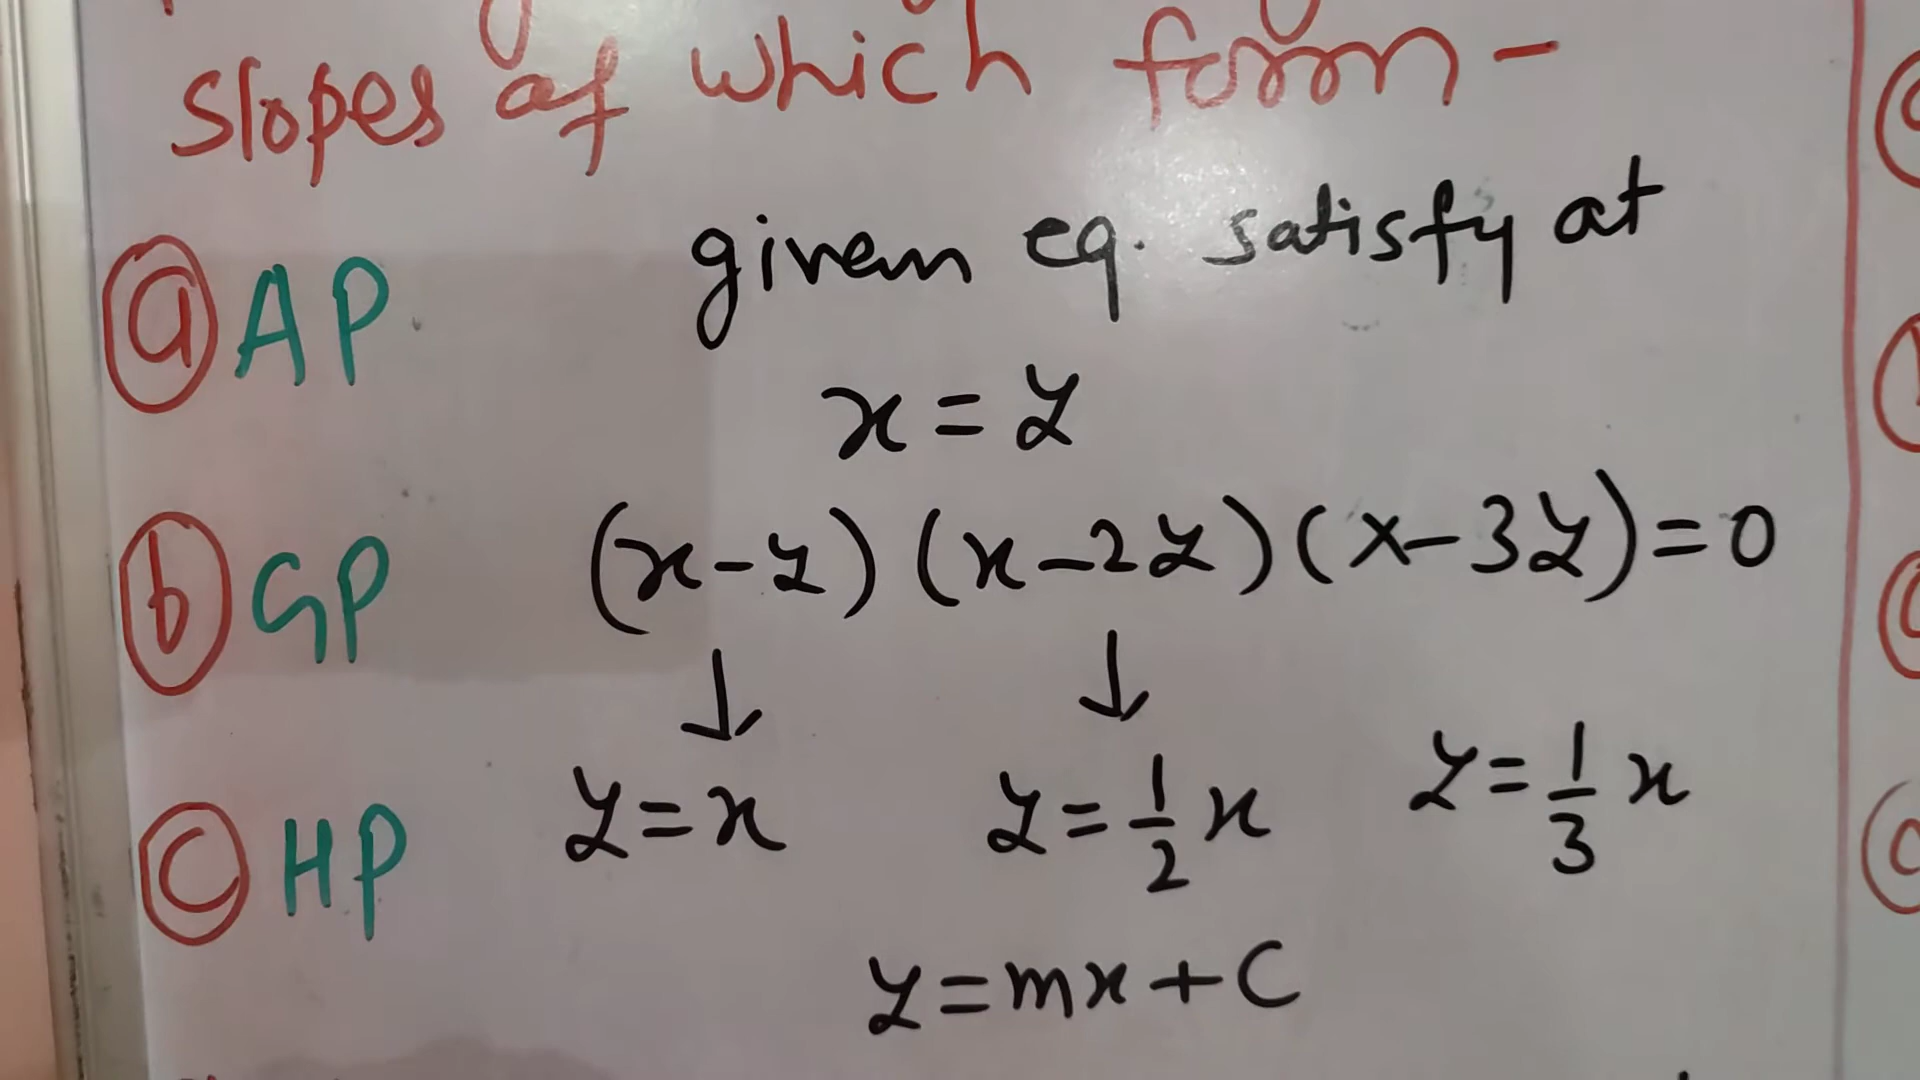 slopes of which form-
given eq. satisfy at
(a) AP
x = y
(b) GP
(x-y) (x-2y) (x-3y) = 0
↓ ↓
y = x y = 1/2 x y = 1/3 x
(c) HP
y = mx + C